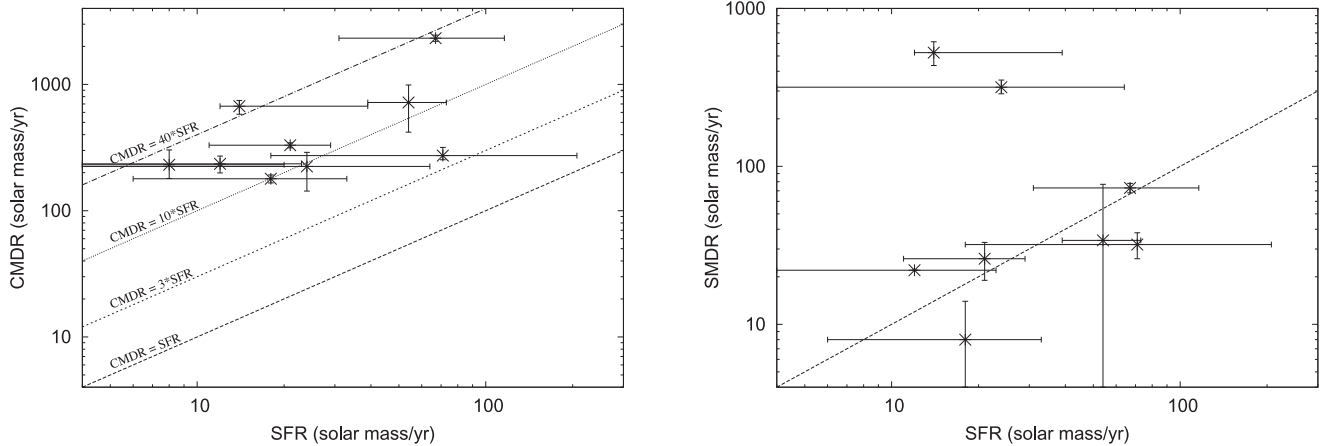 1000
100
10
CMDR (solar mass/yr)
CMDR = 40*SFR
CMDR = 10*SFR
CMDR = 3*SFR
CMDR = SFR
10
100
SFR (solar mass/yr)
1000
100
10
SMDR (solar mass/yr)
10
100
SFR (solar mass/yr)